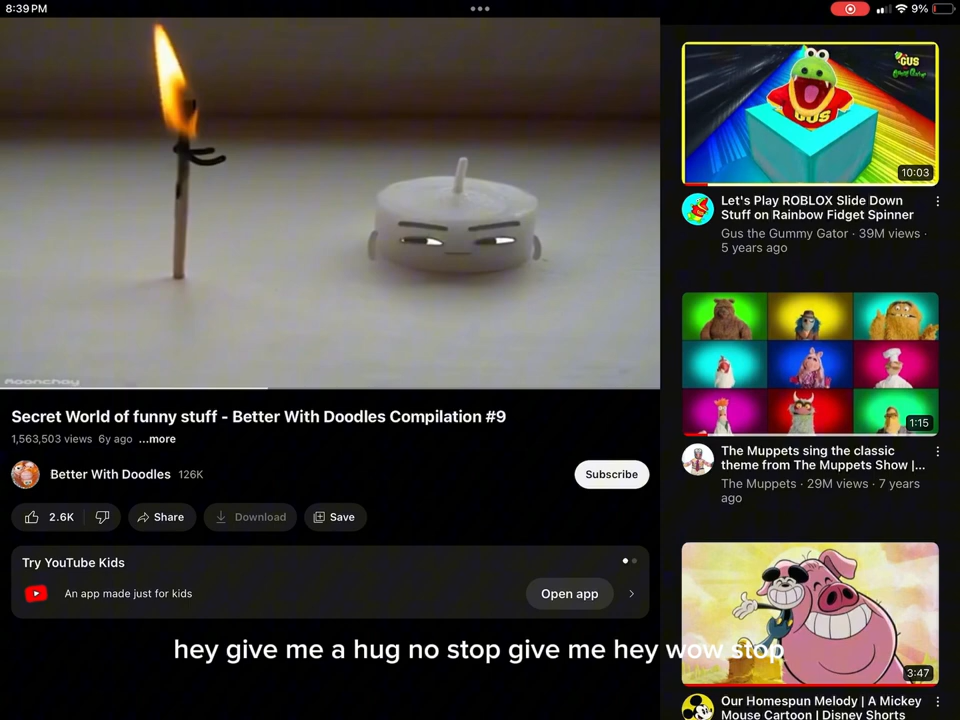 8:39 PM
9%
Secret World of funny stuff - Better With Doodles Compilation #9
1,563,503 views 6y ago ...more
Better With Doodles 126K
Subscribe
2.6K
Share
Download
Save
Try YouTube Kids
An app made just for kids
Open app
hey give me a hug no stop give me hey wow stop
GUS
GUS
10:03
Let's Play ROBLOX Slide Down
Stuff on Rainbow Fidget Spinner
Gus the Gummy Gator · 39M views ·
5 years ago
1:15
The Muppets sing the classic
theme from The Muppets Show |...
The Muppets · 29M views · 7 years
ago
3:47
Our Homespun Melody | A Mickey
Mouse Cartoon | Disney Shorts